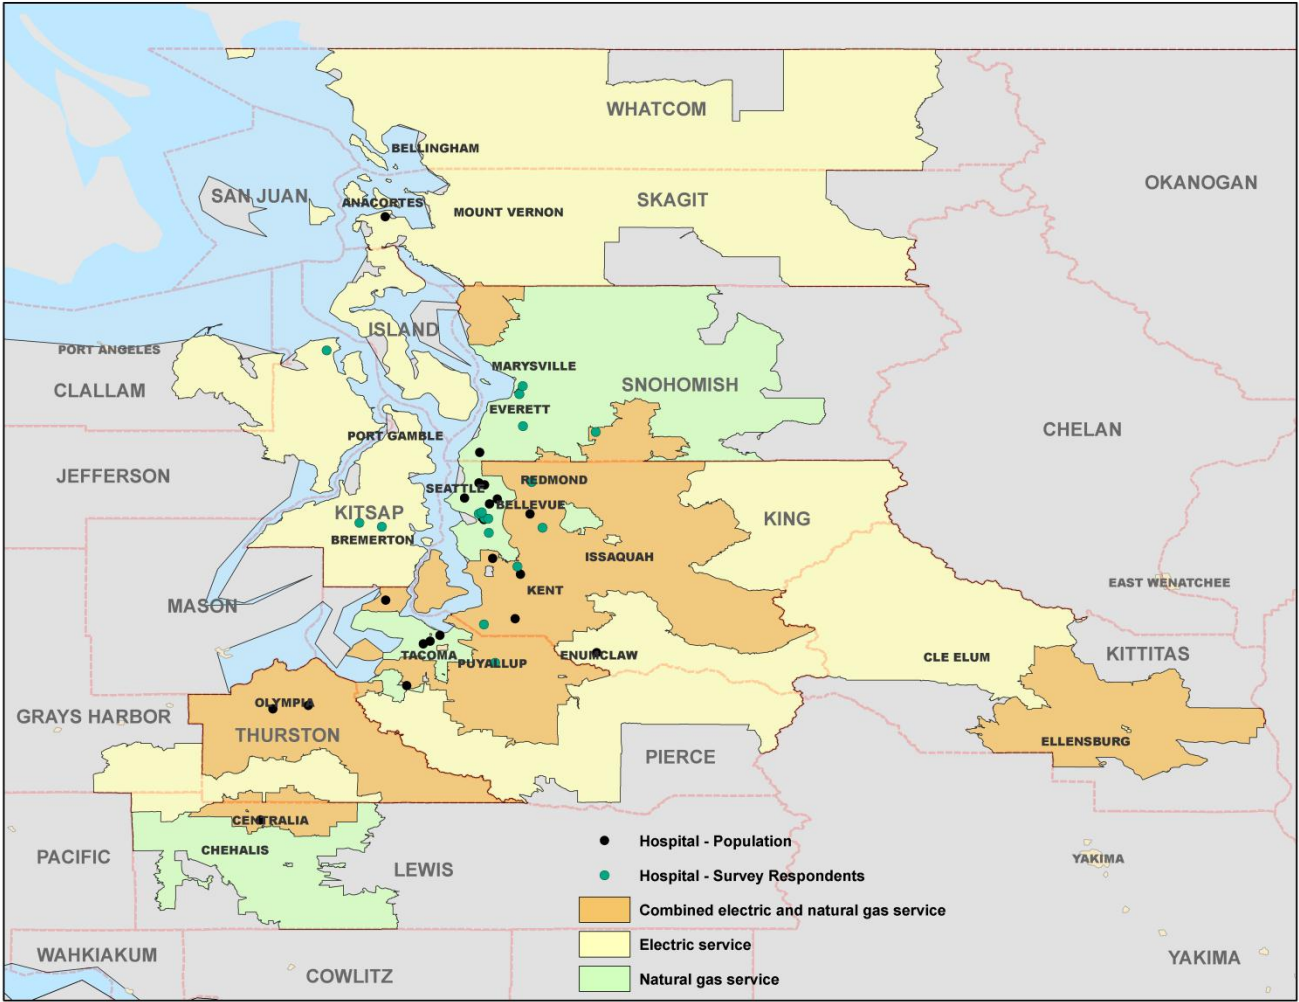 WHATCOM
BELLINGHAM
OKANOGAN
SAN JUAN
ANACORTES
SKAGIT
MOUNT VERNON
ISLAND
PORT ANGELES
MARYSVILLE
CLALLAM
SNOHOMISH
EVERETT
CHELAN
PORT GAMBLE
JEFFERSON
REDMOND
SEATTLE
BELLEVUE
KITSAP
KING
BREMERTON
ISSAQUAH
EAST WENATCHEE
KENT
MASON
TACOMA
PUYALLUP
ENUMCLAW
CLE ELUM
KITTITAS
OLYMPIA
GRAYS HARBOR
THURSTON
ELLENSBURG
PIERCE
CENTRALIA
CHEHALIS
PACIFIC
LEWIS
YAKIMA
WAHKIAKUM
COWLITZ
YAKIMA
Hospital - Population
Hospital - Survey Respondents
Combined electric and natural gas service
Electric service
Natural gas service